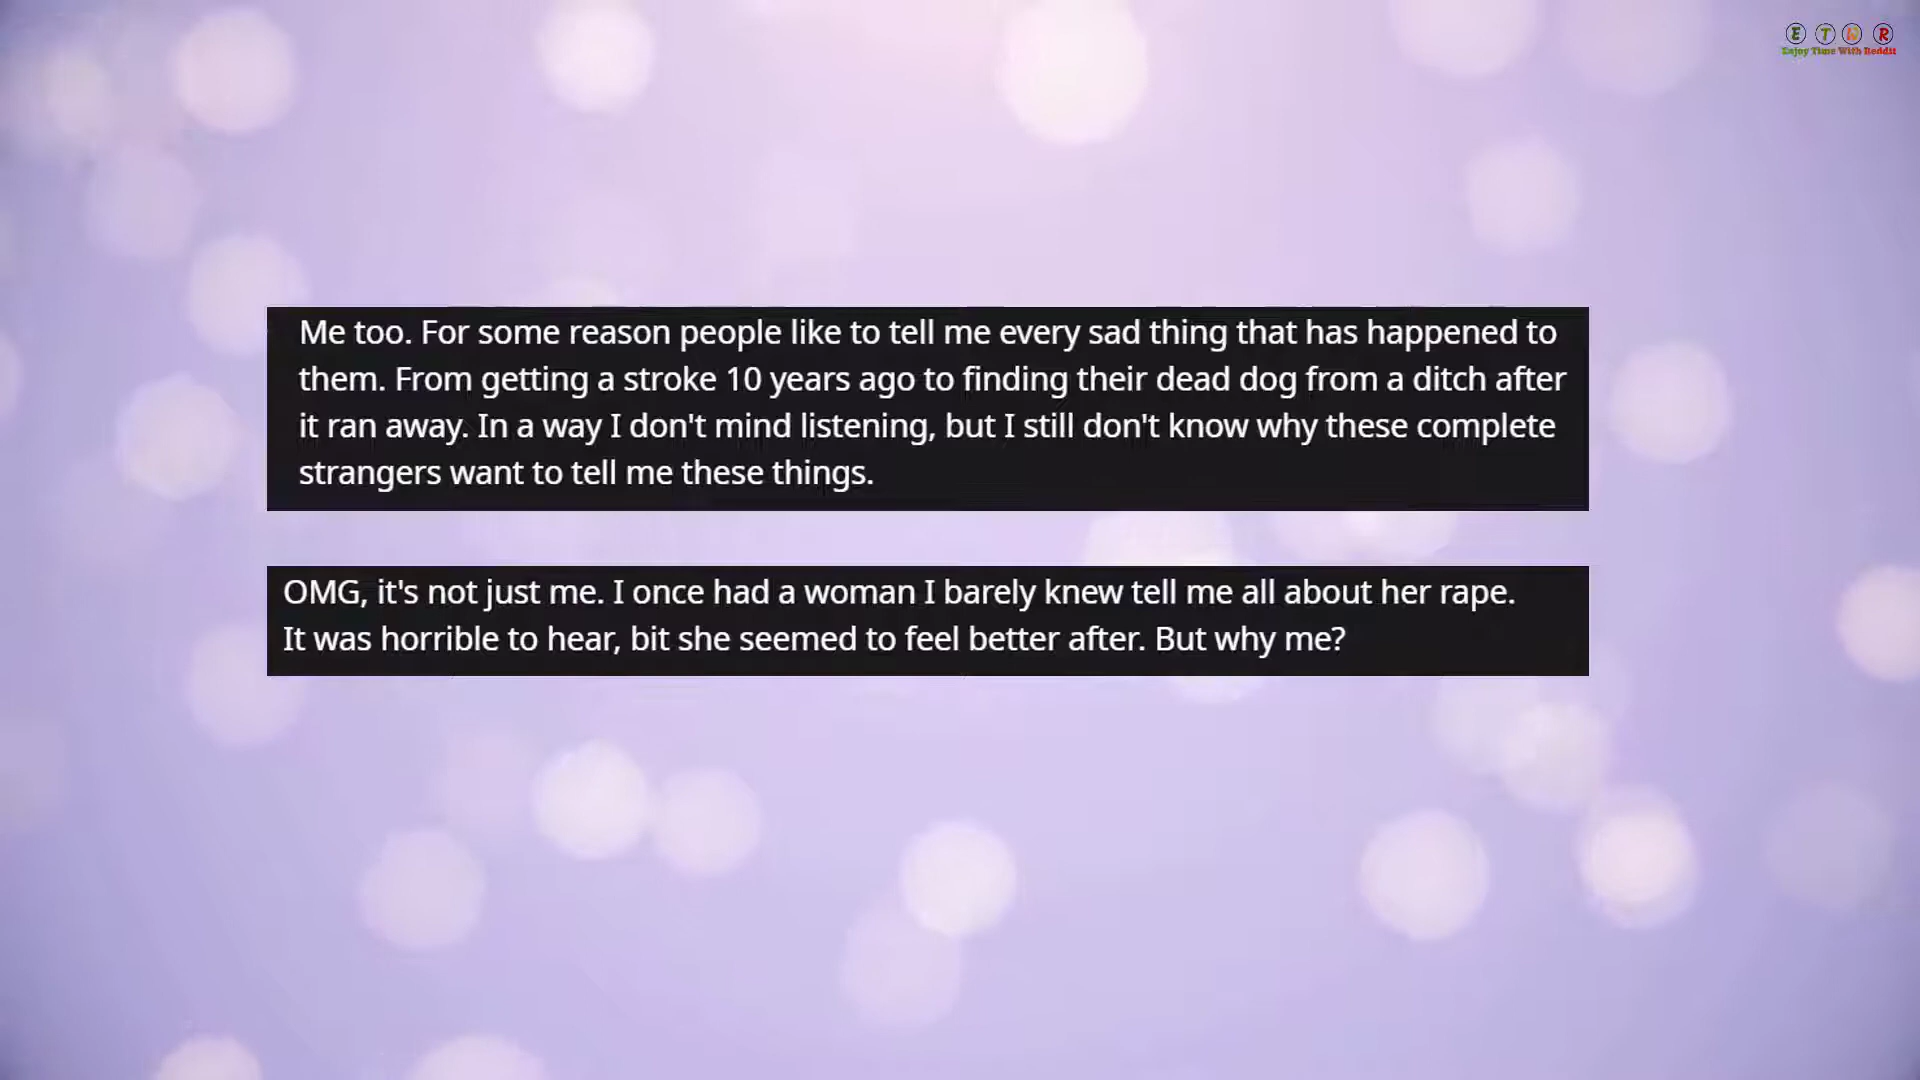 E T W R
Enjoy Time With Reddit
Me too. For some reason people like to tell me every sad thing that has happened to
them. From getting a stroke 10 years ago to finding their dead dog from a ditch after
it ran away. In a way I don't mind listening, but I still don't know why these complete
strangers want to tell me these things.
OMG, it's not just me. I once had a woman I barely knew tell me all about her rape.
It was horrible to hear, bit she seemed to feel better after. But why me?